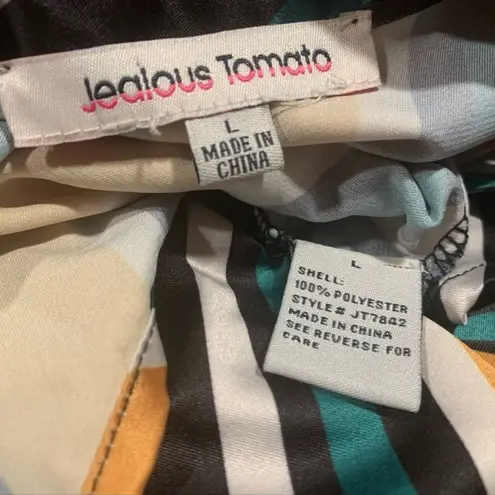 Jealous Tomato
L
MADE IN
CHINA
L
SHELL:
100% POLYESTER
STYLE# JT7842
MADE IN CHINA
SEE REVERSE FOR
CARE